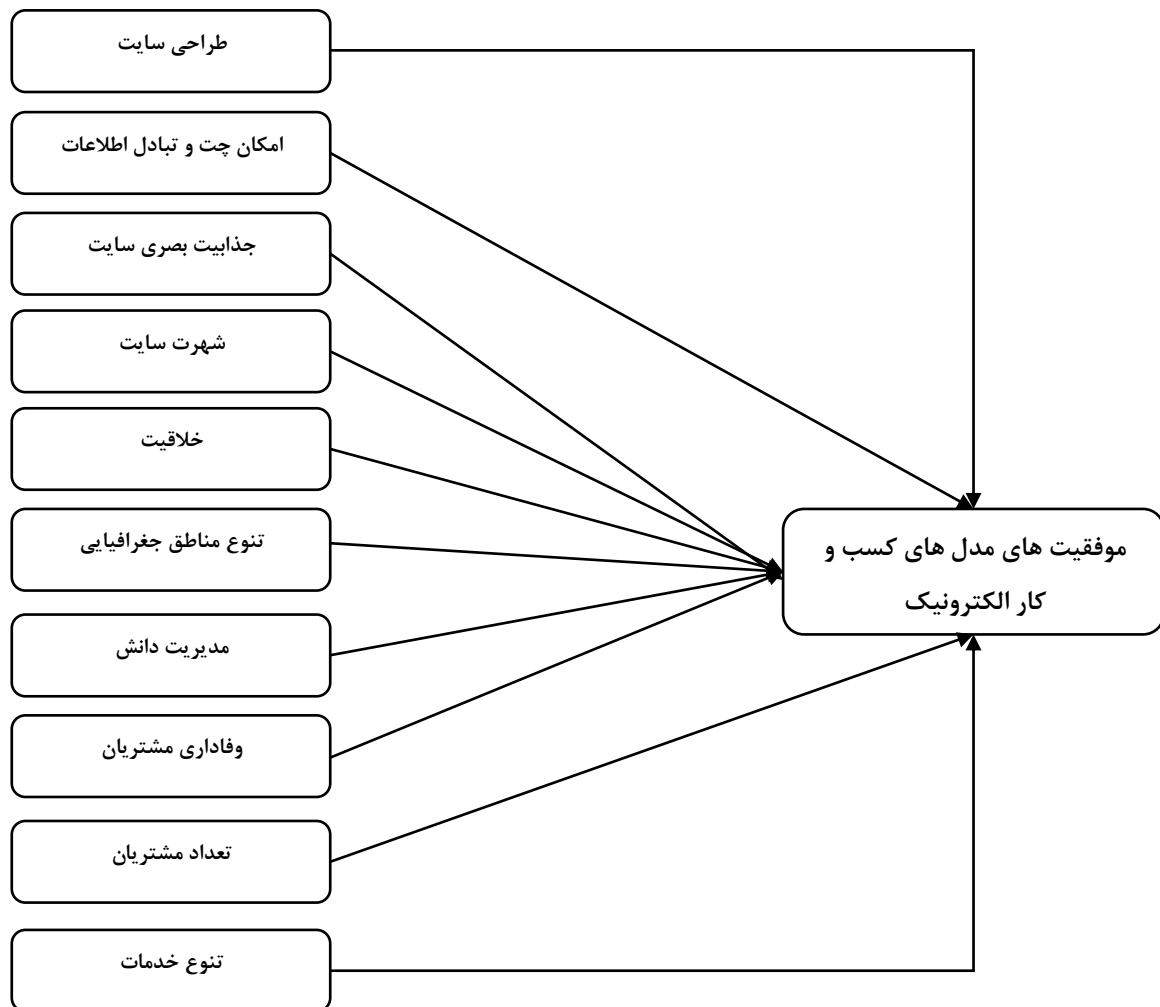 طراحی سایت
امکان چت و تبادل اطلاعات
جذابیت بصری سایت
شهرت سایت
خلاقیت
تنوع مناطق جغرافیایی
موفقیت های مدل های کسب و
کار الکترونیک
مدیریت دانش
وفاداری مشتریان
تعداد مشتریان
تنوع خدمات